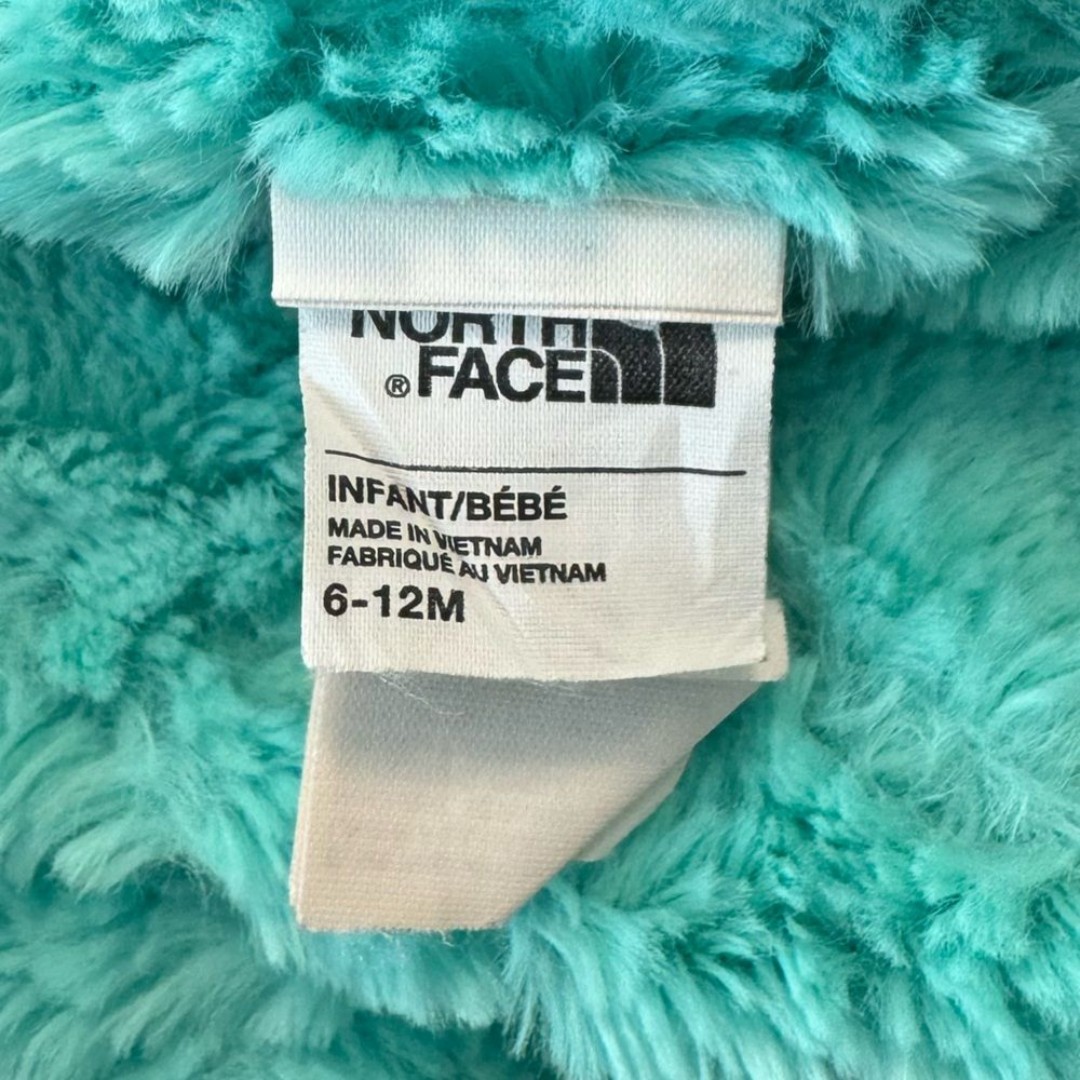 NORTH
® FACE
INFANT/BÉBÉ
MADE IN VIETNAM
FABRIQUÉ AU VIETNAM
6-12M